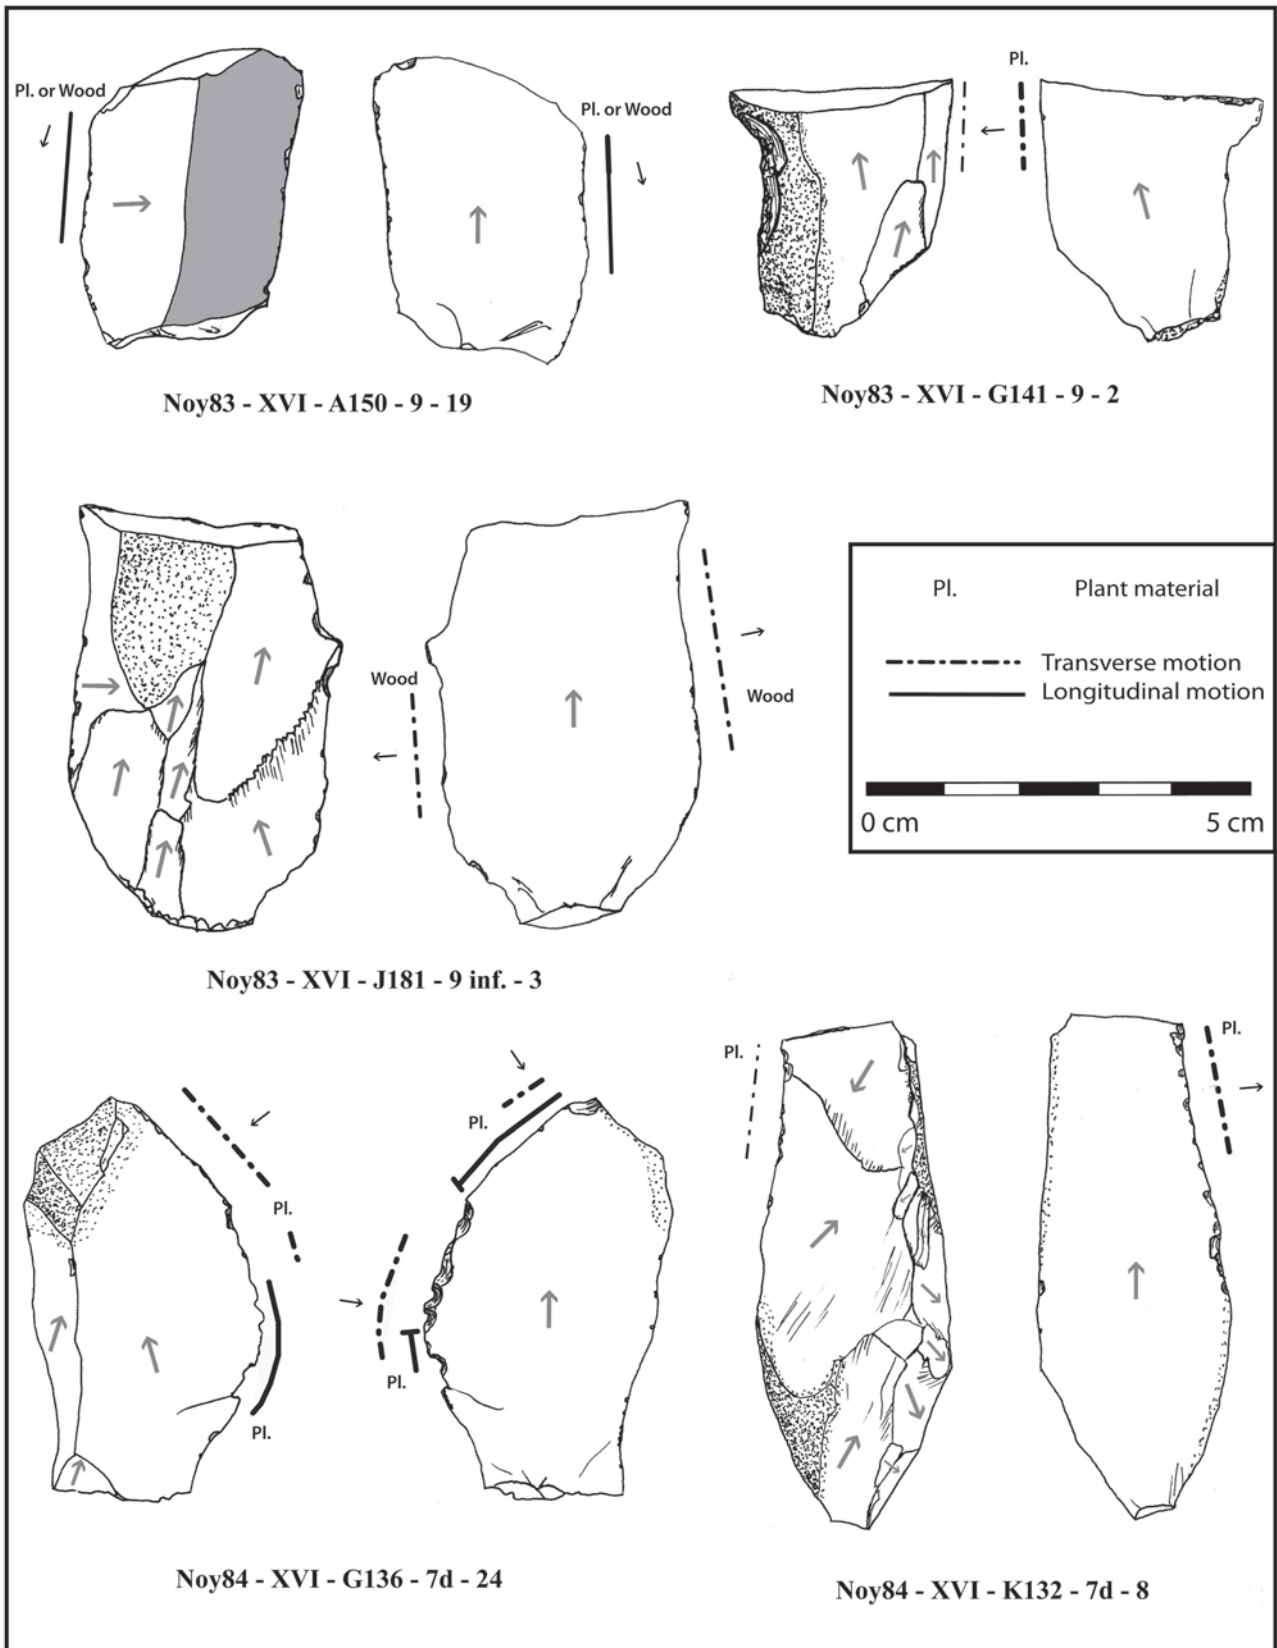 Pl. or Wood
Pl. or Wood
Noy83 - XVI - A150 - 9 - 19
Pl.
Noy83 - XVI - G141 - 9 - 2
Wood
Wood
Noy83 - XVI - J181 - 9 inf. - 3
Pl. Plant material
Transverse motion
Longitudinal motion
0 cm 5 cm
Pl.
Pl.
Pl.
Pl.
Noy84 - XVI - G136 - 7d - 24
Pl.
Pl.
Noy84 - XVI - K132 - 7d - 8